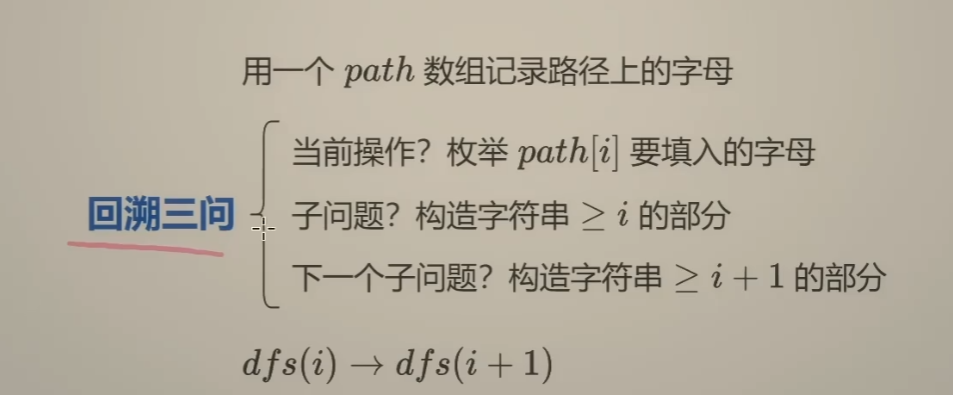 用一个 path 数组记录路径上的字母
当前操作？枚举 path[i] 要填入的字母
回溯三问
子问题？构造字符串 ≥ i 的部分
下一个子问题？构造字符串 ≥ i + 1 的部分
dfs(i) → dfs(i + 1)